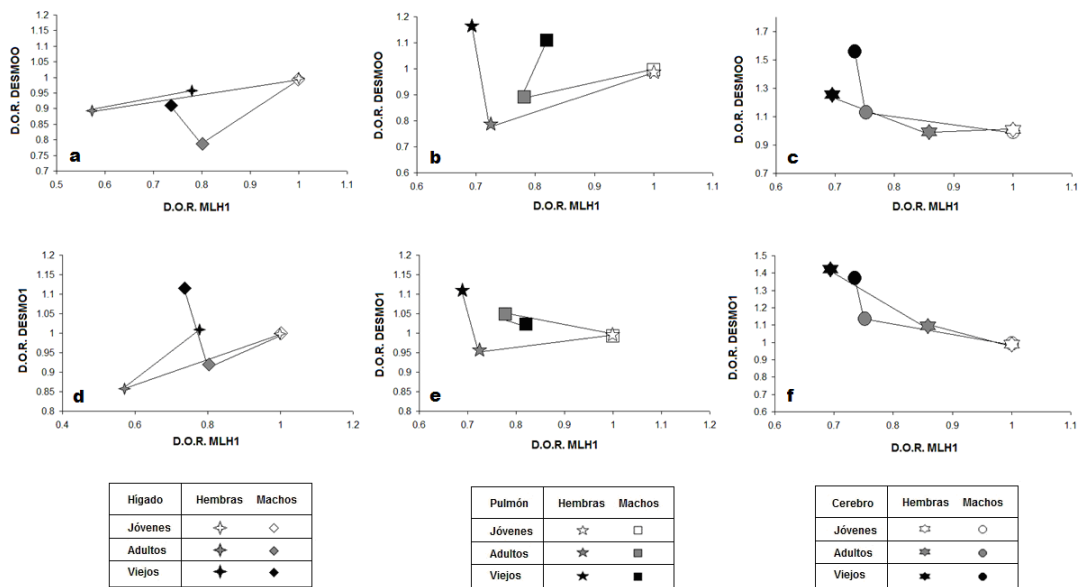 D.O.R. DESMOO
1.2
1.15
1.1
1.05
1
0.95
0.9
0.85
0.8
0.75
0.7
a
0.5 0.6 0.7 0.8 0.9 1 1.1
D.O.R. MLH1
D.O.R. DESMOO
1.2
1.1
1
0.9
0.8
0.7
0.6
b
0.6 0.7 0.8 0.9 1 1.1
D.O.R. MLH1
D.O.R. DESMOO
1.7
1.5
1.3
1.1
0.9
0.7
c
0.6 0.7 0.8 0.9 1 1.1
D.O.R. MLH1
D.O.R. DESMO1
1.2
1.15
1.1
1.05
1
0.95
0.9
0.85
0.8
d
0.4 0.6 0.8 1 1.2
D.O.R. MLH1
D.O.R. DESMO1
1.2
1.15
1.1
1.05
1
0.95
0.9
0.85
0.8
e
0.6 0.7 0.8 0.9 1 1.1 1.2
D.O.R. MLH1
D.O.R. DESMO1
1.5
1.4
1.3
1.2
1.1
1
0.9
0.8
0.7
0.6
f
0.6 0.7 0.8 0.9 1 1.1
D.O.R. MLH1
Hígado Hembras Machos
Jóvenes
Adultos
Viejos
Pulmón Hembras Machos
Jóvenes
Adultos
Viejos
Cerebro Hembras Machos
Jóvenes
Adultos
Viejos